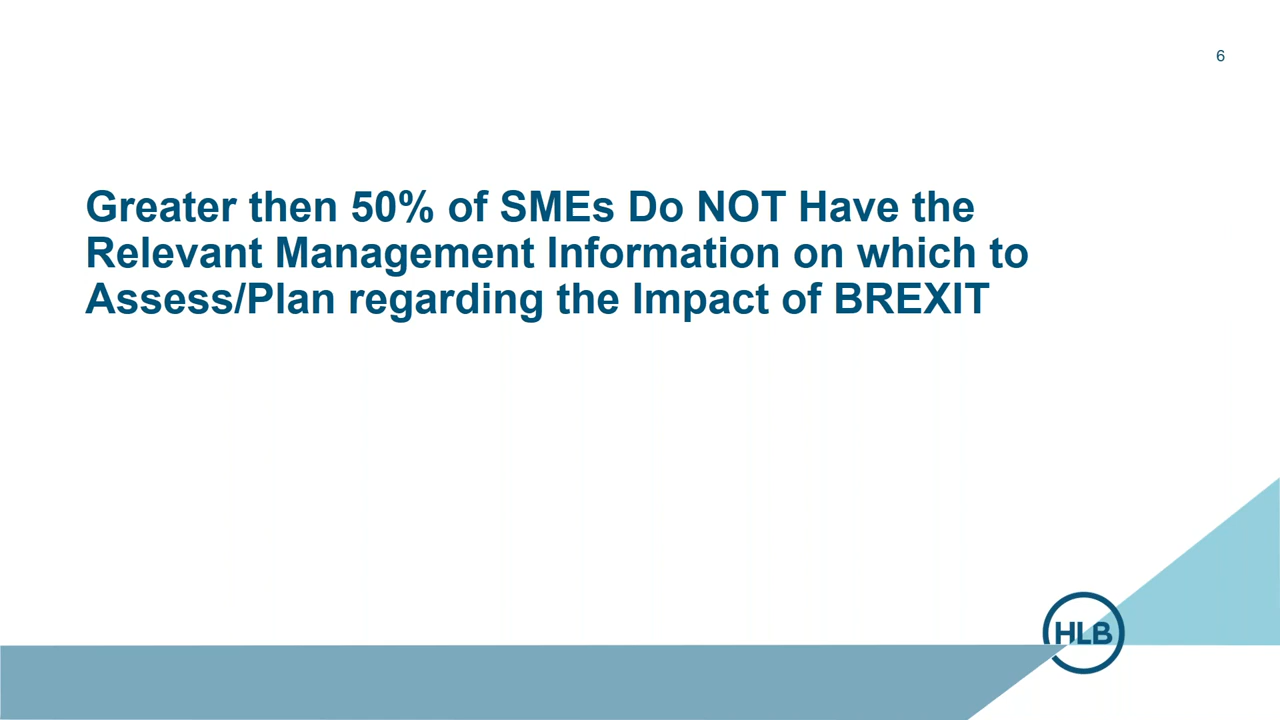 6
Greater then 50% of SMEs Do NOT Have the
Relevant Management Information on which to
Assess/Plan regarding the Impact of BREXIT
HLB